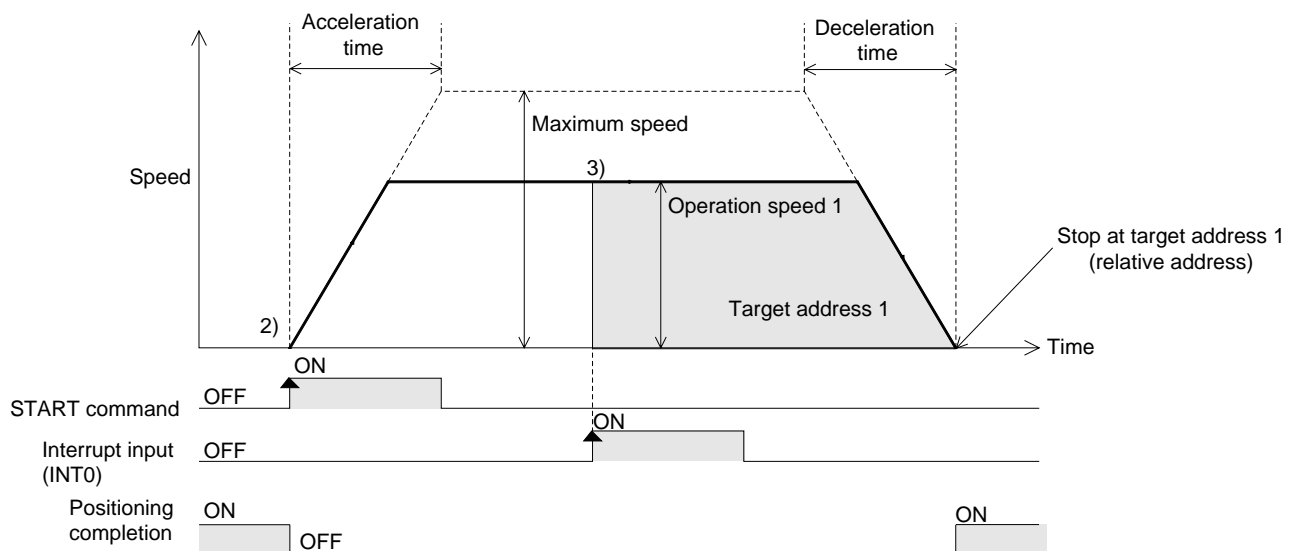 Acceleration
time
Deceleration
time
Maximum speed
3)
Speed
Operation speed 1
Stop at target address 1
(relative address)
Target address 1
2)
Time
ON
OFF
START command
ON
Interrupt input
(INT0)
OFF
Positioning
completion
ON
OFF
ON